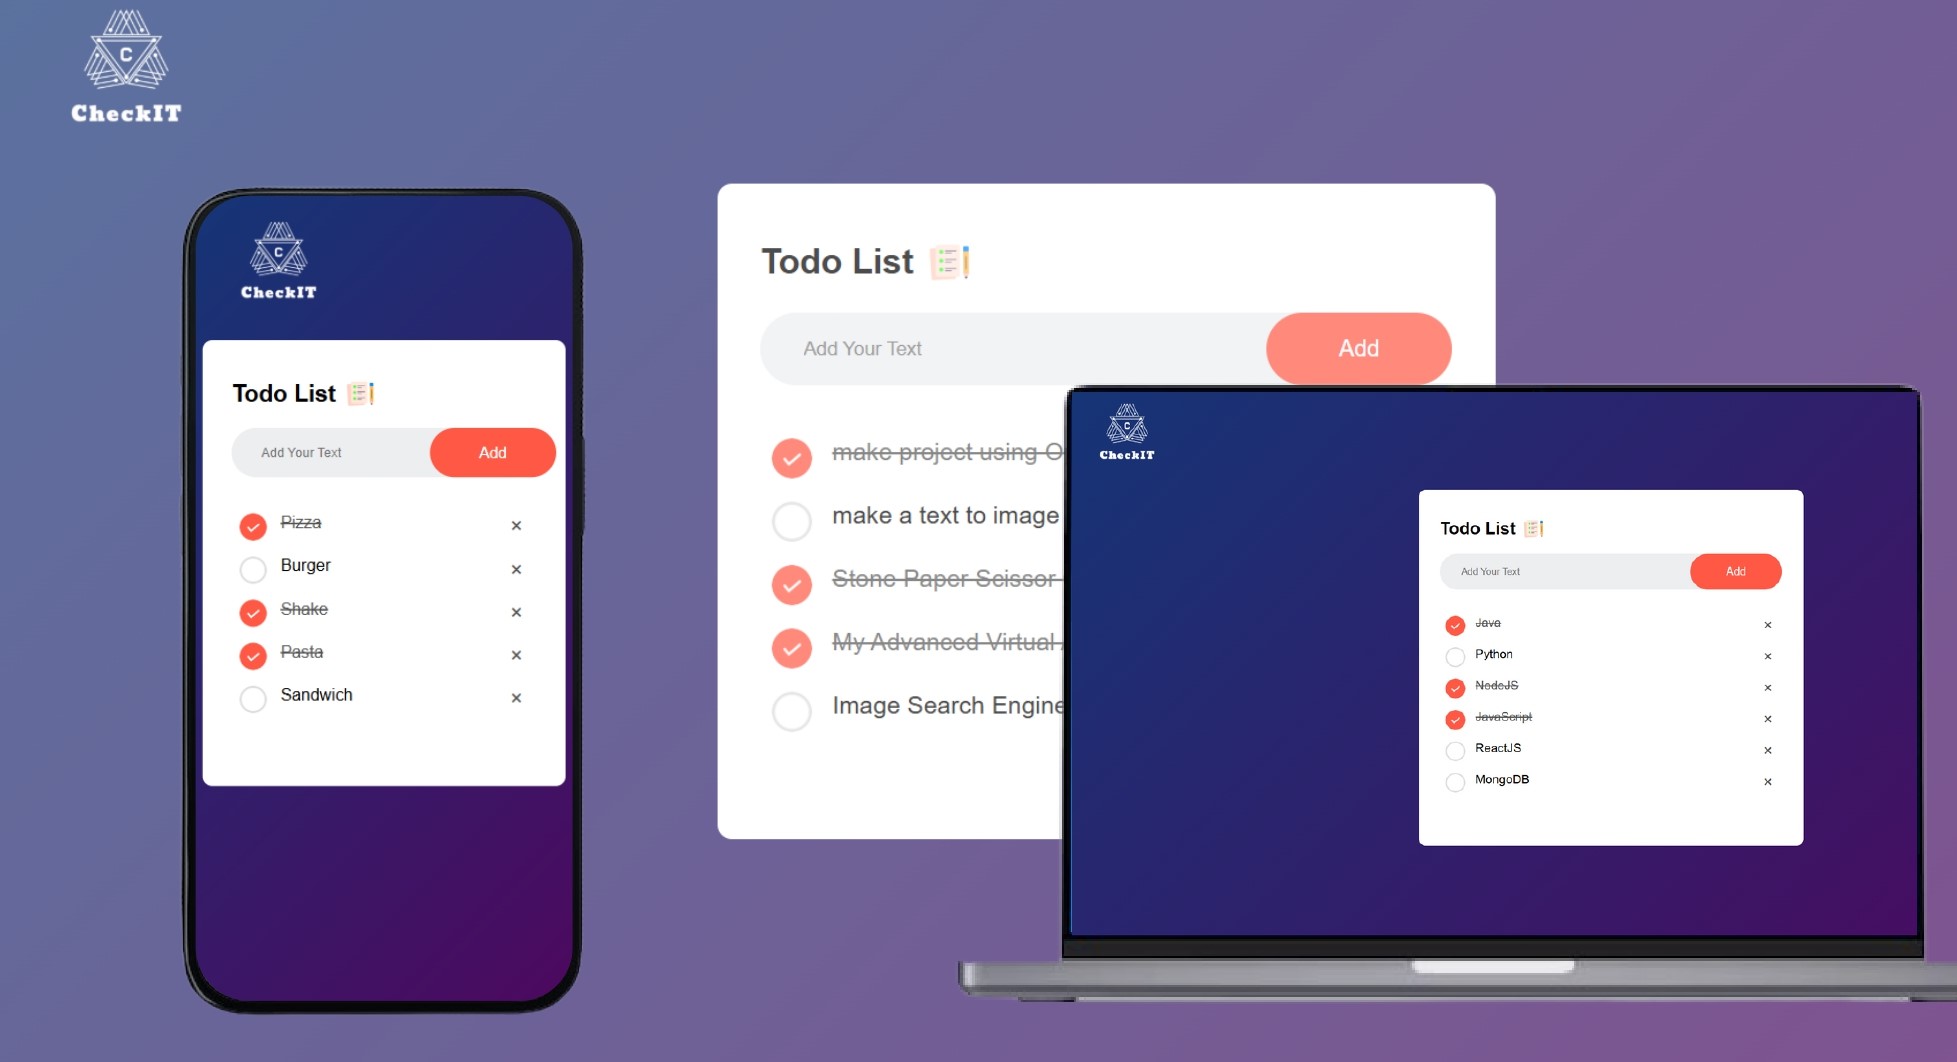 C
CheckIT
C
CheckIT
Todo List
Add Your Text
Add
Pizza
Burger
Shake
Pasta
Sandwich
Todo List
Add Your Text
Add
make project using
make a text to image
Stone Paper Scissor
My Advanced Virtual
Image Search Engine
C
CheckIT
Todo List
Add Your Text
Add
Java
Python
NodeJS
JavaScript
ReactJS
MongoDB